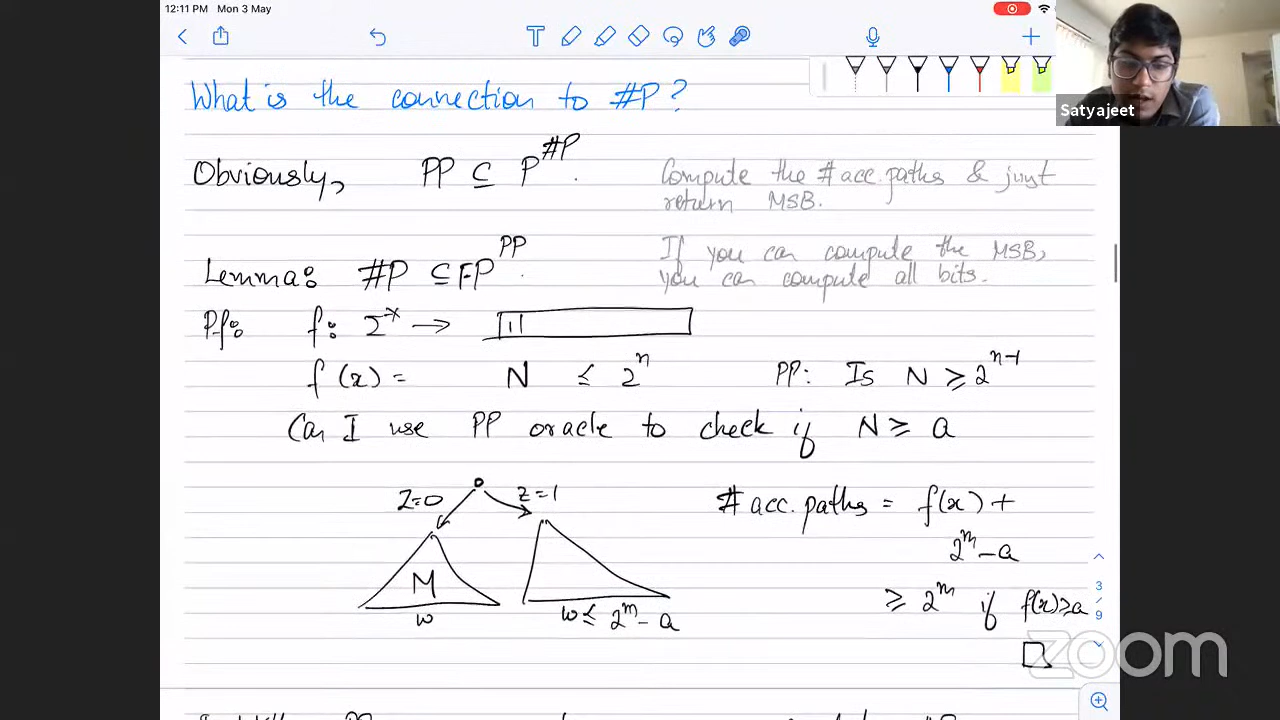 12:11 PM Mon 3 May
T
Satyajeet
What is the connection to #P?
Obviously, PP ⊆ P^#P. Compute the # acc. paths & just
return MSB.
Lemma: #P ⊆ FP^PP. If you can compute the MSB,
you can compute all bits.
Pf: f: Σ^* →
f(x) = N ≤ 2^n PP: Is N ≥ 2^{n-1}
Can I use PP oracle to check if N ≥ a
Z=0 Z=1 # acc. paths = f(x) +
2^m - a
M
w w ≤ 2^m - a ≥ 2^m if f(x) ≥ a
3
9
zoom